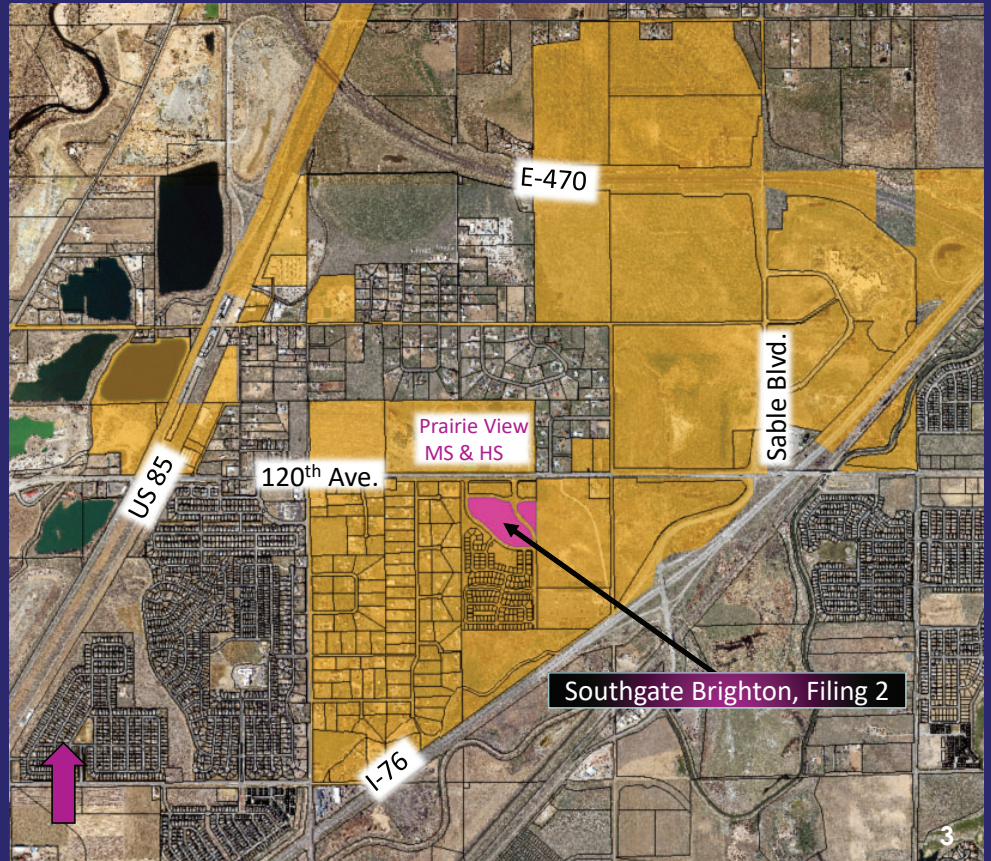 E-470
Sable Blvd.
Prairie View
MS & HS
120th Ave.
US 85
Southgate Brighton, Filing 2
I-76
3